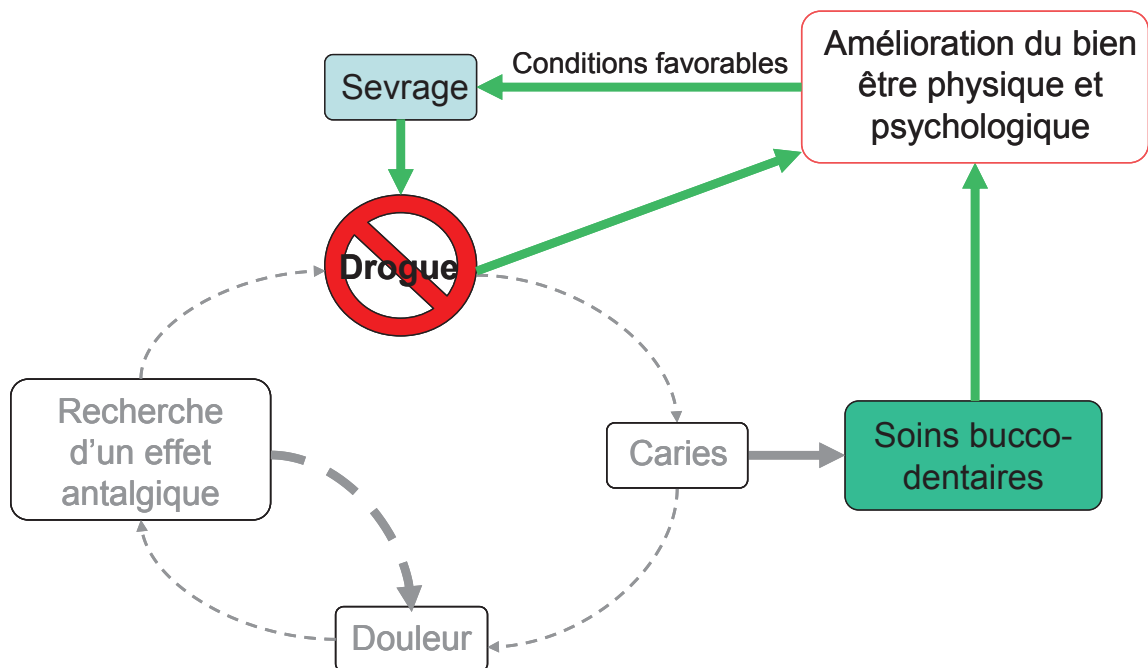 Conditions favorables
Amélioration du bien
être physique et
psychologique
Sevrage
Drogue
Recherche
d'un effet
antalgique
Caries
Soins bucco-
dentaires
Douleur